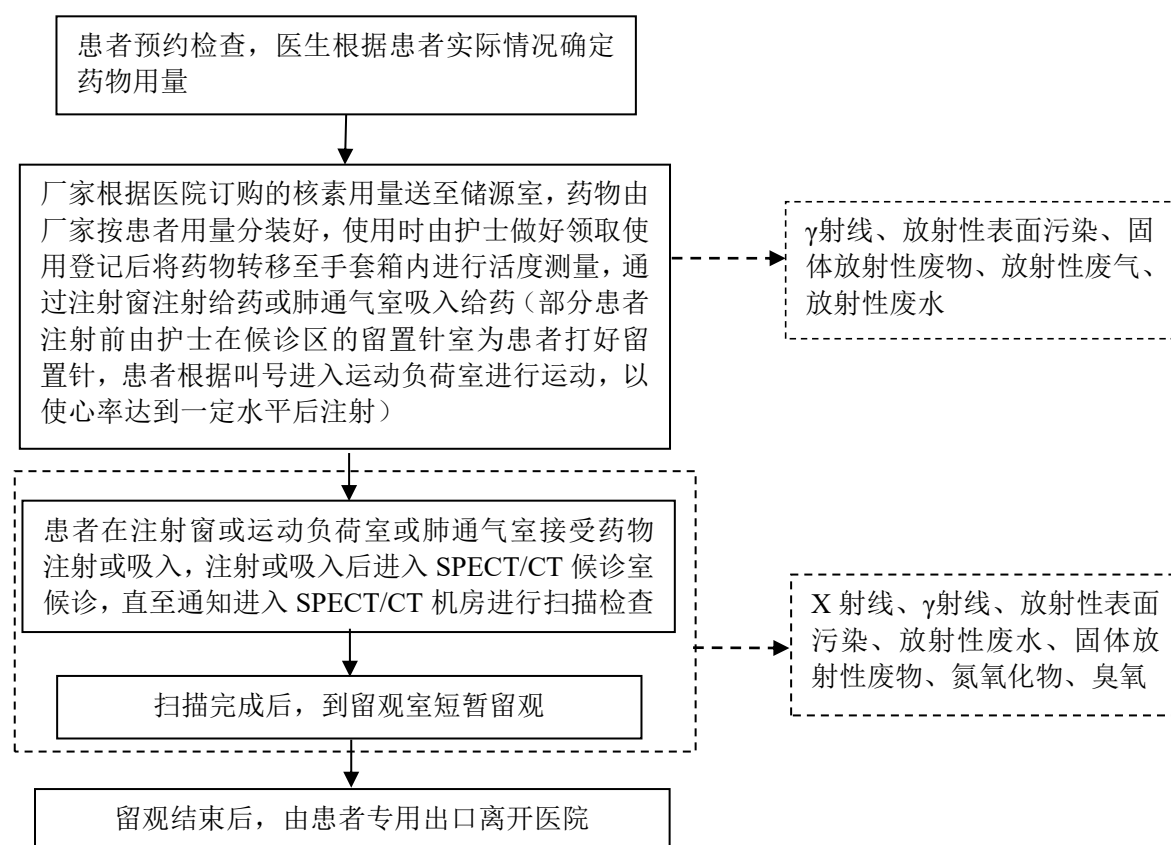 患者预约检查，医生根据患者实际情况确定
药物用量
厂家根据医院订购的核素用量送至储源室，药物由
厂家按患者用量分装好，使用时由护士做好领取使
用登记后将药物转移至手套箱内进行活度测量，通
过注射窗注射给药或肺通气室吸入给药（部分患者
注射前由护士在候诊区的留置针室为患者打好留
置针，患者根据叫号进入运动负荷室进行运动，以
使心率达到一定水平后注射）
γ射线、放射性表面污染、固
体放射性废物、放射性废气、
放射性废水
患者在注射窗或运动负荷室或肺通气室接受药物
注射或吸入，注射或吸入后进入 SPECT/CT 候诊室
候诊，直至通知进入 SPECT/CT 机房进行扫描检查
X 射线、γ射线、放射性表面
污染、放射性废水、固体放
射性废物、氮氧化物、臭氧
扫描完成后，到留观室短暂留观
留观结束后，由患者专用出口离开医院